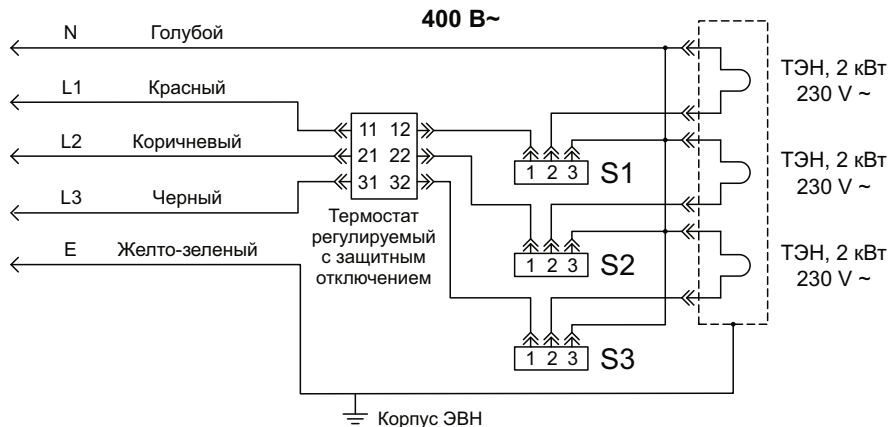 400 В~
N Голубой
L1 Красный
L2 Коричневый
L3 Черный
E Желто-зеленый
11 12
21 22
31 32
Термостат
регулируемый
с защитным
отключением
1 2 3 S1
1 2 3 S2
1 2 3 S3
ТЭН, 2 кВт
230 V ~
ТЭН, 2 кВт
230 V ~
ТЭН, 2 кВт
230 V ~
Корпус ЭВН